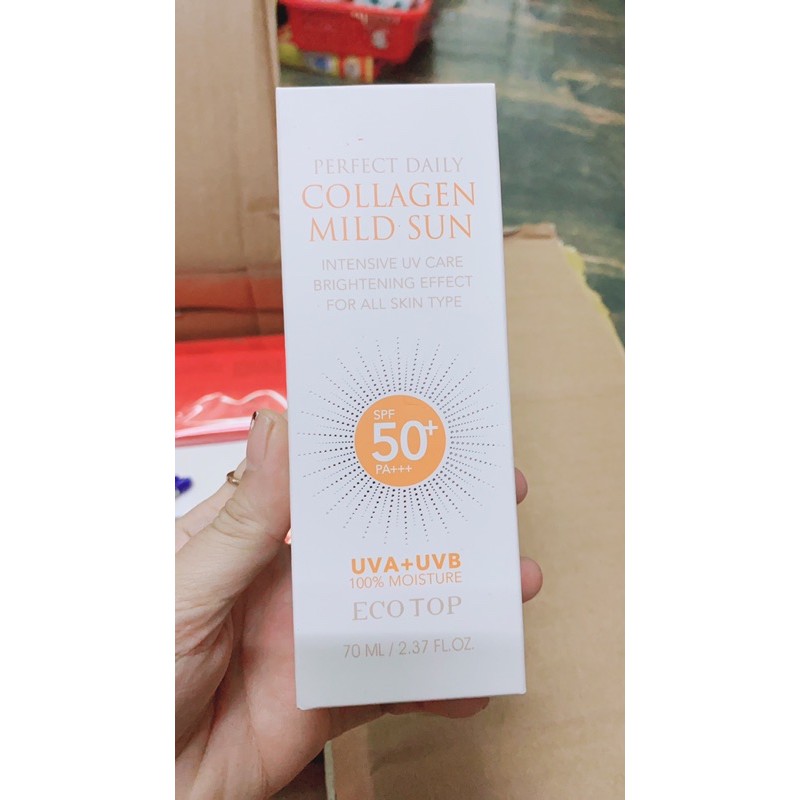 PERFECT DAILY
COLLAGEN
MILD SUN
INTENSIVE UV CARE
BRIGHTENING EFFECT
FOR ALL SKIN TYPE
SPF
50+
PA+++
UVA+UVB
100% MOISTURE
ECO TOP
70 ML / 2.37 FL.OZ.